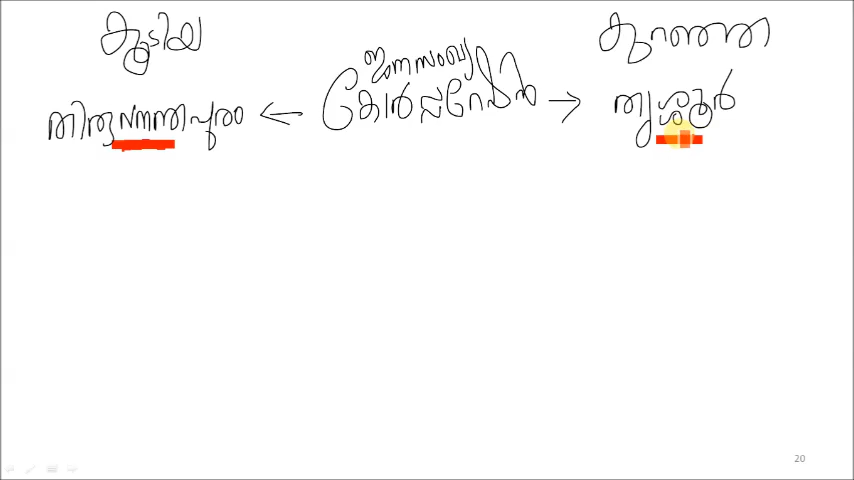 കൂടിയ
ജനസംഖ്യ
കുറഞ്ഞ
തിരുവനന്തപുരം ← കോർപ്പറേഷൻ → തൃശ്ശൂർ
20